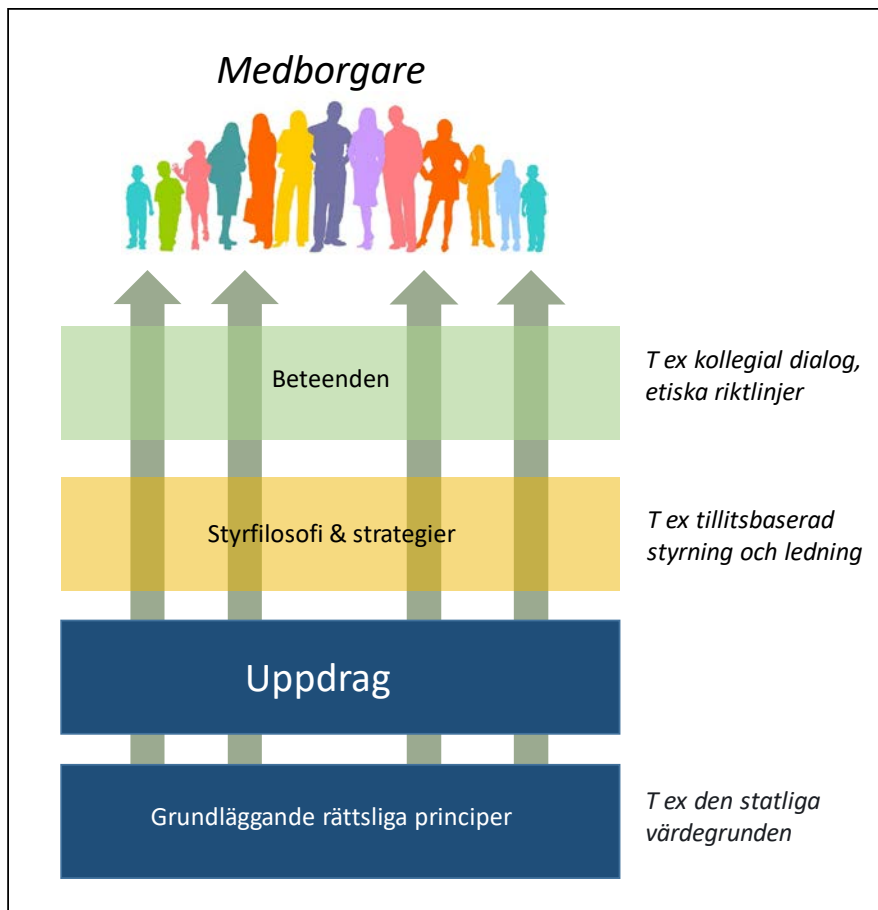 Medborgare
Beteenden
T ex kollegial dialog,
etiska riktlinjer
Styrfilosofi & strategier
T ex tillitsbaserad
styrning och ledning
Uppdrag
Grundläggande rättsliga principer
T ex den statliga
värdegrunden